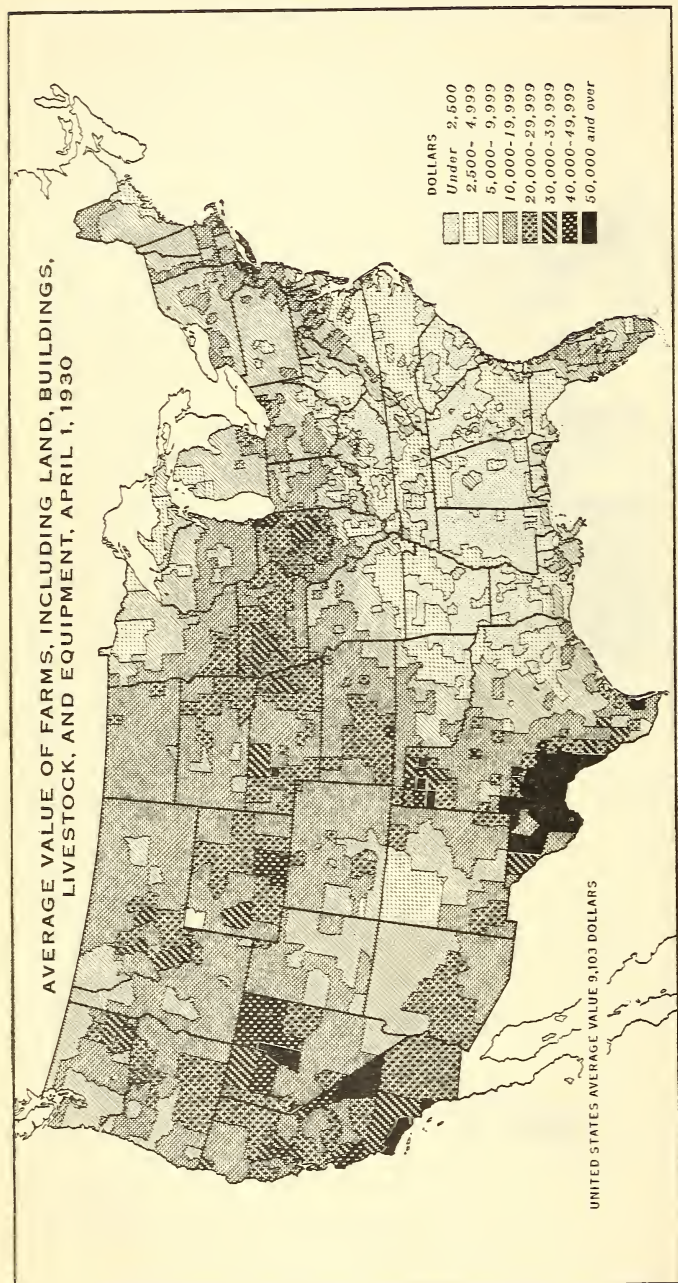 AVERAGE VALUE OF FARMS, INCLUDING LAND, BUILDINGS,
LIVESTOCK, AND EQUIPMENT, APRIL 1, 1930
DOLLARS
Under 2,500
2,500- 4,999
5,000- 9,999
10,000-19,999
20,000-29,999
30,000-39,999
40,000-49,999
50,000 and over
UNITED STATES AVERAGE VALUE 9,103 DOLLARS